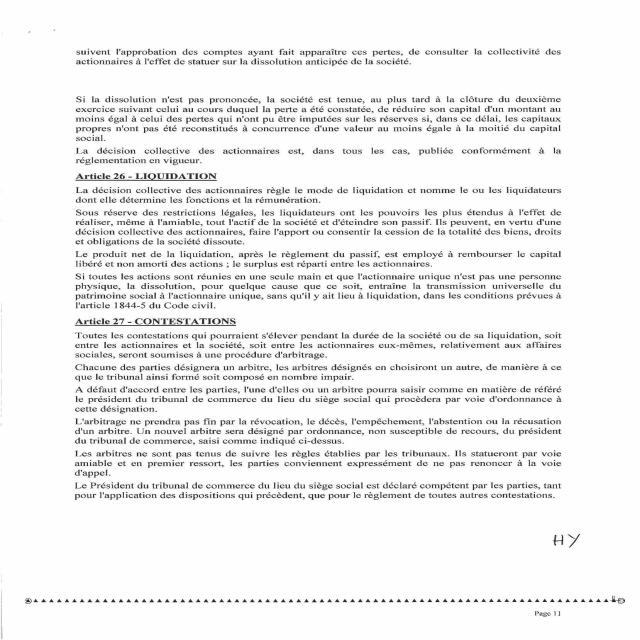 suivent l'approbation des comptes ayant fait apparaître ces pertes, de consulter la collectivité des
actionnaires à l'effet de statuer sur la dissolution anticipée de la société.
Si la dissolution n'est pas prononcée, la société est tenue, au plus tard à la clôture du deuxième
exercice suivant celui au cours duquel la perte a été constatée, de réduire son capital d'un montant au
moins égal à celui des pertes qui n'ont pu être imputées sur les réserves si, dans ce délai, les capitaux
propres n'ont pas été reconstitués à concurrence d'une valeur au moins égale à la moitié du capital
social.
La décision collective des actionnaires est, dans tous les cas, publiée conformément à la
réglementation en vigueur.
Article 26 - LIQUIDATION
La décision collective des actionnaires règle le mode de liquidation et nomme le ou les liquidateurs
dont elle détermine les fonctions et la rémunération.
Sous réserve des restrictions légales, les liquidateurs ont les pouvoirs les plus étendus à l'effet de
réaliser, même à l'amiable, tout l'actif de la société et d'éteindre son passif. Ils peuvent, en vertu d'une
décision collective des actionnaires, faire l'apport ou consentir la cession de la totalité des biens, droits
et obligations de la société dissoute.
Le produit net de la liquidation, après le règlement du passif, est employé à rembourser le capital
libéré et non amorti des actions ; le surplus est réparti entre les actionnaires.
Si toutes les actions sont réunies en une seule main et que l'actionnaire unique n'est pas une personne
physique, la dissolution, pour quelque cause que ce soit, entraîne la transmission universelle du
patrimoine social à l'actionnaire unique, sans qu'il y ait lieu à liquidation, dans les conditions prévues à
l'article 1844-5 du Code civil.
Article 27 - CONTESTATIONS
Toutes les contestations qui pourraient s'élever pendant la durée de la société ou de sa liquidation, soit
entre les actionnaires et la société, soit entre les actionnaires eux-mêmes, relativement aux affaires
sociales, seront soumises à une procédure d'arbitrage.
Chacune des parties désignera un arbitre, les arbitres désignés en choisiront un autre, de manière à ce
que le tribunal ainsi formé soit composé en nombre impair.
A défaut d'accord entre les parties, l'une d'elles ou un arbitre pourra saisir comme en matière de référé
le président du tribunal de commerce du lieu du siège social qui procèdera par voie d'ordonnance à
cette désignation.
L'arbitrage ne prendra pas fin par la révocation, le décès, l'empêchement, l'abstention ou la récusation
d'un arbitre. Un nouvel arbitre sera désigné par ordonnance, non susceptible de recours, du président
du tribunal de commerce, saisi comme indiqué ci-dessus.
Les arbitres ne sont pas tenus de suivre les règles établies par les tribunaux. Ils statueront par voie
amiable et en premier ressort, les parties conviennent expressément de ne pas renoncer à la voie
d'appel.
Le Président du tribunal de commerce du lieu du siège social est déclaré compétent par les parties, tant
pour l'application des dispositions qui précèdent, que pour le règlement de toutes autres contestations.
HY
Page 11